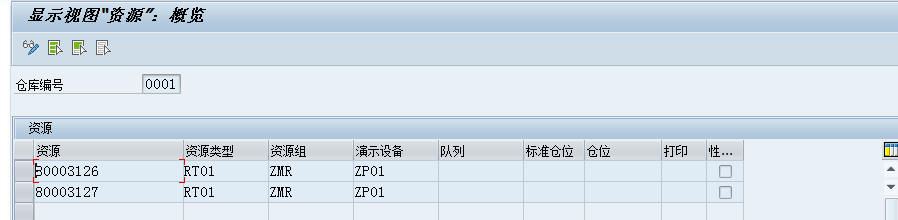 显示视图"资源": 概览
仓库编号 0001
资源
资源 资源类型 资源组 演示设备 队列 标准仓位 仓位 打印 性...
80003126 RT01 ZMR ZP01
80003127 RT01 ZMR ZP01